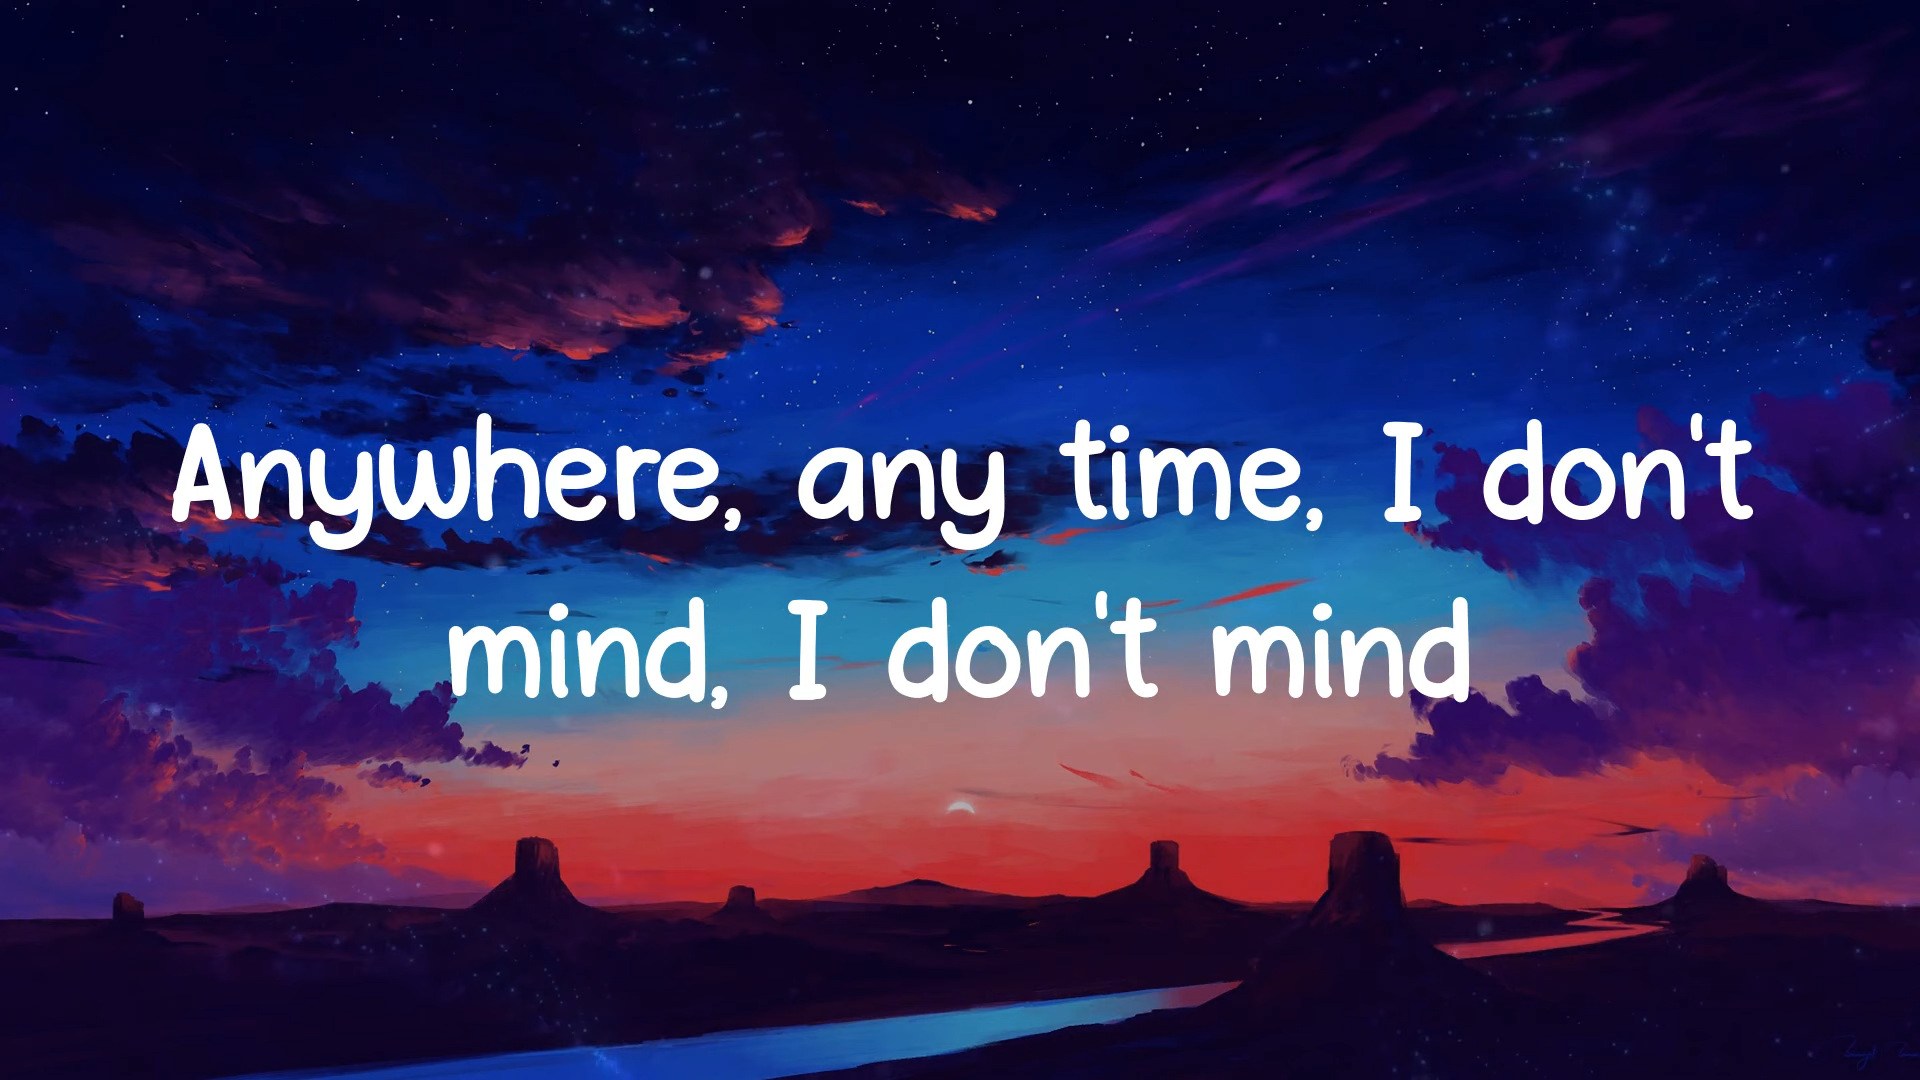 Anywhere, any time, I don't
mind, I don't mind